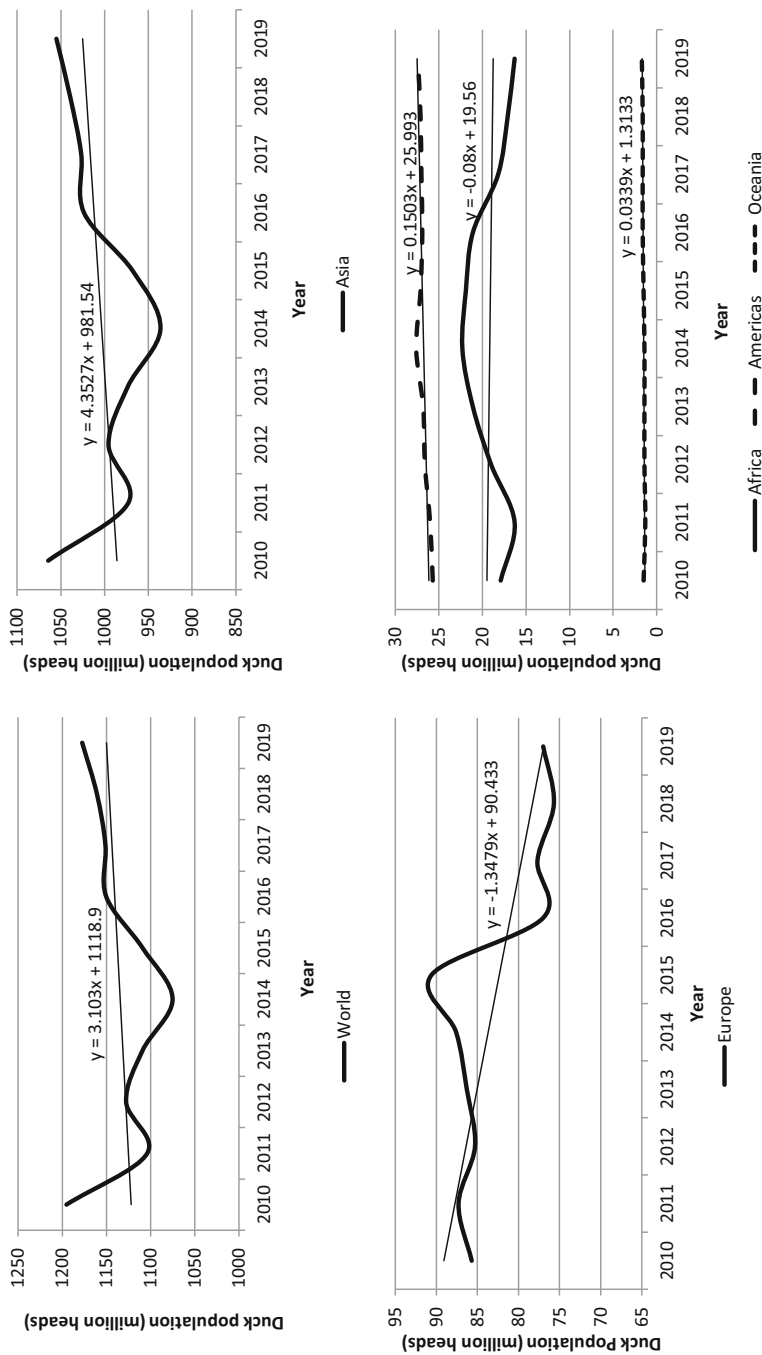 Duck population (million heads)
1250
1200
1150
1100
1050
1000
y = 3.103x + 1118.9
2010 2011 2012 2013 2014 2015 2016 2017 2018 2019
Year
World
Duck population (million heads)
1100
1050
1000
950
900
850
y = 4.3527x + 981.54
2010 2011 2012 2013 2014 2015 2016 2017 2018 2019
Year
Asia
Duck Population (million heads)
95
90
85
80
75
70
65
y = -1.3479x + 90.433
2010 2011 2012 2013 2014 2015 2016 2017 2018 2019
Year
Europe
Duck population (million heads)
30
25
20
15
10
5
0
y = 0.1503x + 25.993
y = -0.08x + 19.56
y = 0.0339x + 1.3133
2010 2011 2012 2013 2014 2015 2016 2017 2018 2019
Year
Africa Americas Oceania